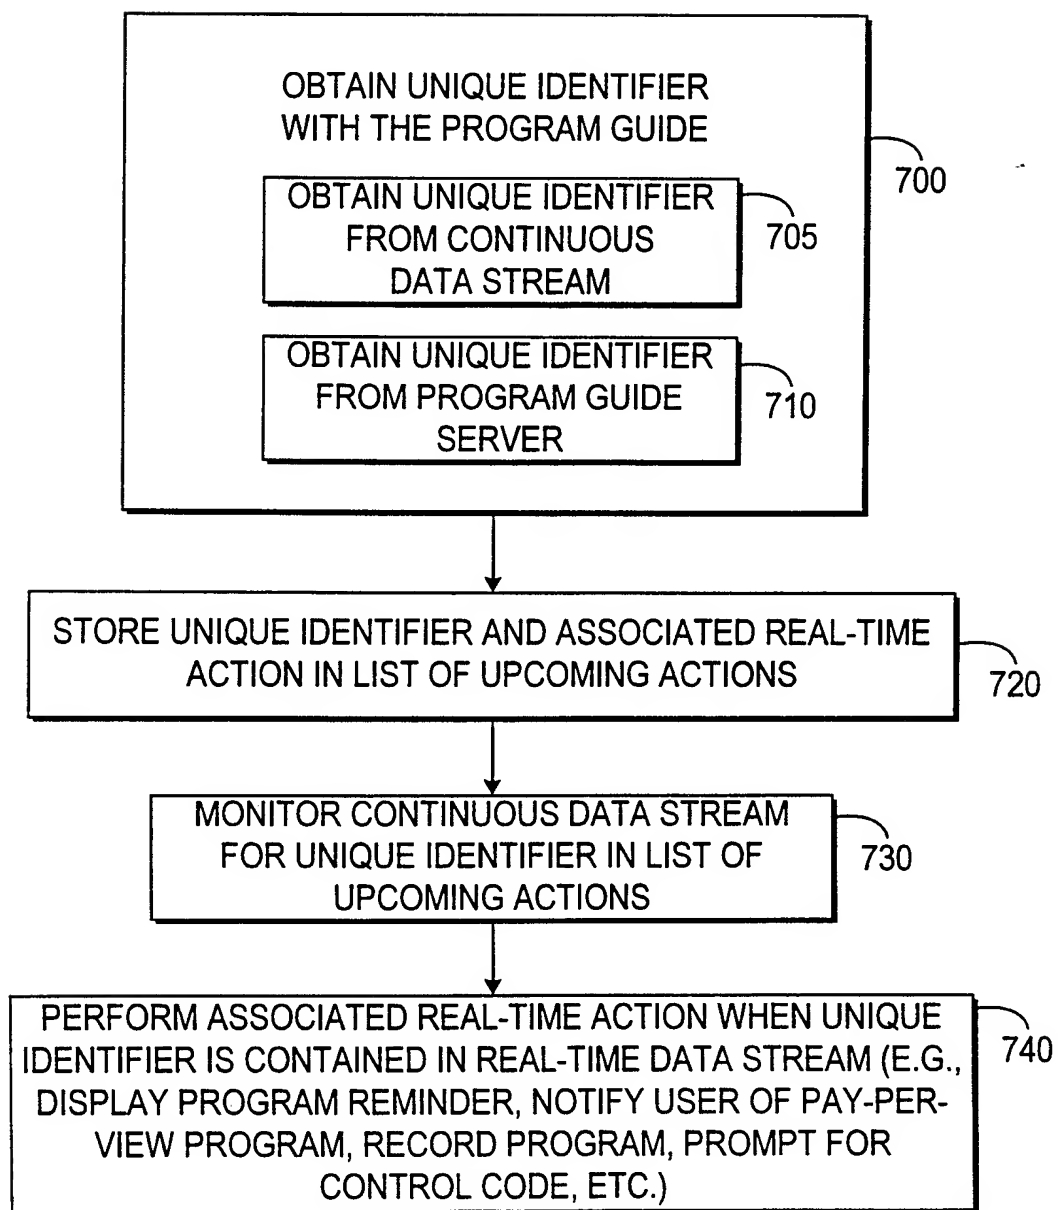 OBTAIN UNIQUE IDENTIFIER
WITH THE PROGRAM GUIDE
700
OBTAIN UNIQUE IDENTIFIER
FROM CONTINUOUS
DATA STREAM
705
OBTAIN UNIQUE IDENTIFIER
FROM PROGRAM GUIDE
SERVER
710
STORE UNIQUE IDENTIFIER AND ASSOCIATED REAL-TIME
ACTION IN LIST OF UPCOMING ACTIONS
720
MONITOR CONTINUOUS DATA STREAM
FOR UNIQUE IDENTIFIER IN LIST OF
UPCOMING ACTIONS
730
PERFORM ASSOCIATED REAL-TIME ACTION WHEN UNIQUE
IDENTIFIER IS CONTAINED IN REAL-TIME DATA STREAM (E.G.,
DISPLAY PROGRAM REMINDER, NOTIFY USER OF PAY-PER-
VIEW PROGRAM, RECORD PROGRAM, PROMPT FOR
CONTROL CODE, ETC.)
740